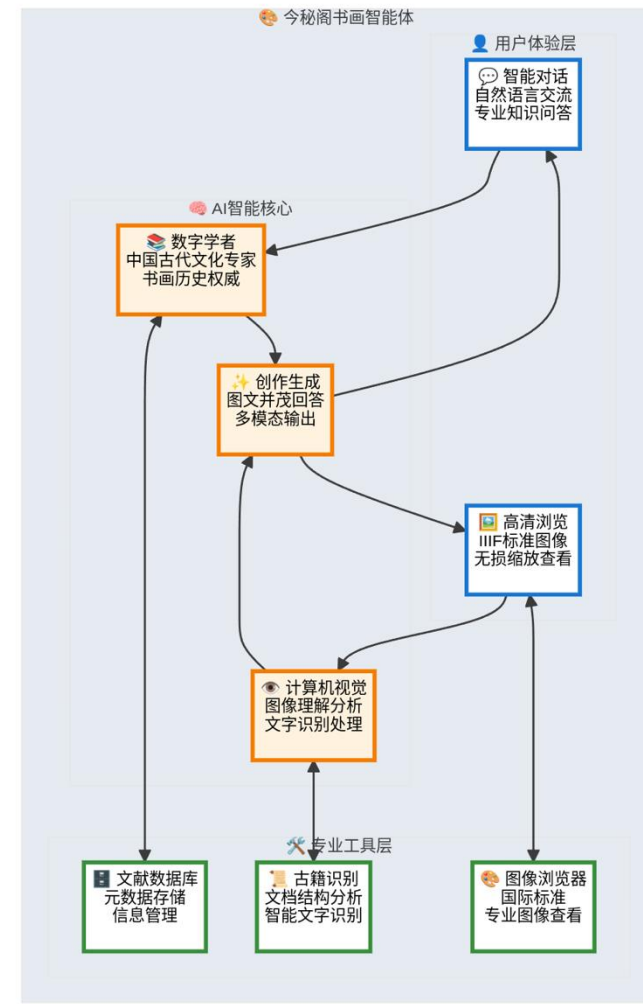 🎨 今秘阁书画智能体
👤 用户体验层
💬 智能对话
自然语言交流
专业知识问答
🧠 AI智能核心
📚 数字学者
中国古代文化专家
书画历史权威
✨ 创作生成
图文并茂回答
多模态输出
🖼️ 高清浏览
IIIF标准图像
无损缩放查看
👁️ 计算机视觉
图像理解分析
文字识别处理
🛠️ 专业工具层
🗄️ 文献数据库
元数据存储
信息管理
📜 古籍识别
文档结构分析
智能文字识别
🎨 图像浏览器
国际标准
专业图像查看